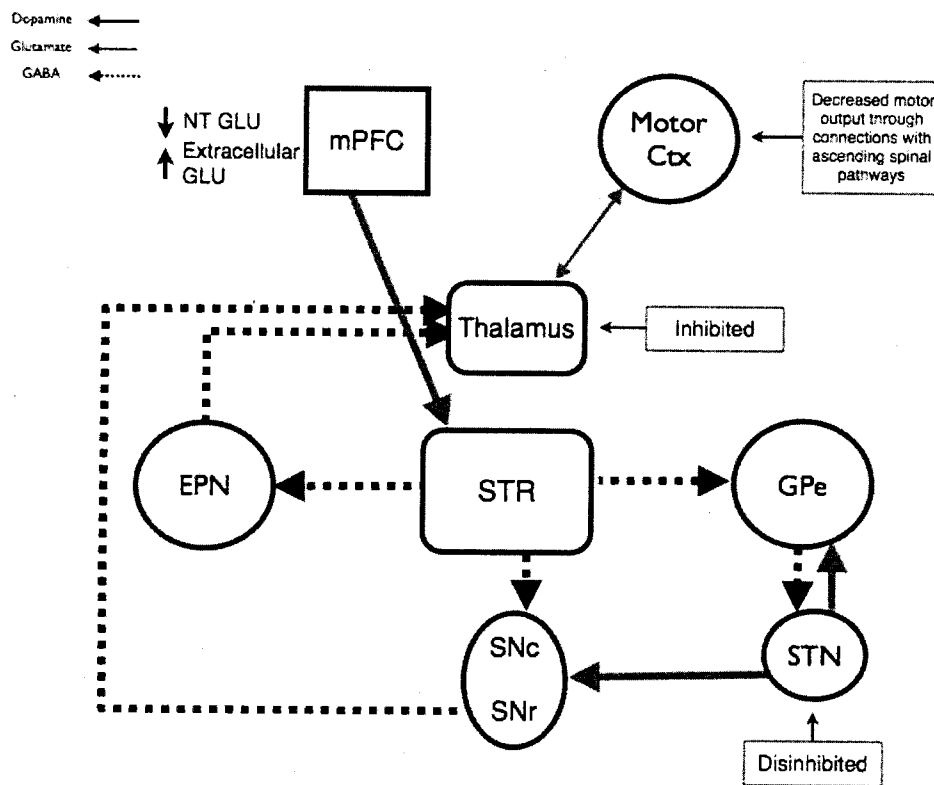 Dopamine
Glutamate
GABA
NT GLU
Extracellular
GLU
mPFC
Motor
Ctx
Decreased motor
output through
connections with
ascending spinal
pathways
Thalamus
Inhibited
EPN
STR
GPe
SNc
SNr
STN
Disinhibited